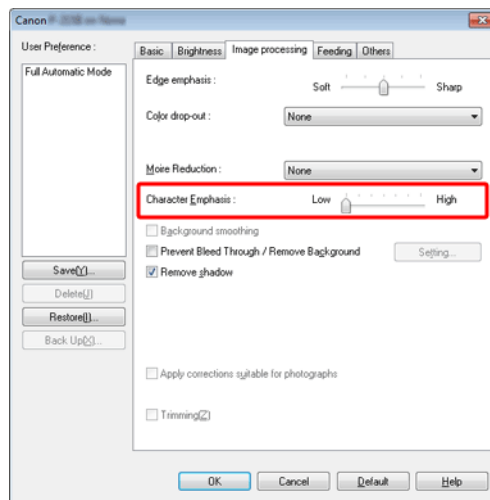 Canon
User Preference :
Full Automatic Mode
Save(Y)...
Delete(J)
Restore(I)...
Back Up(X)...
Basic Brightness Image processing Feeding Others
Edge emphasis : Soft Sharp
Color drop-out : None
Moire Reduction : None
Character Emphasis : Low High
Background smoothing
Prevent Bleed Through / Remove Background Setting...
Remove shadow
Apply corrections suitable for photographs
Trimming(Z)
OK Cancel Default Help